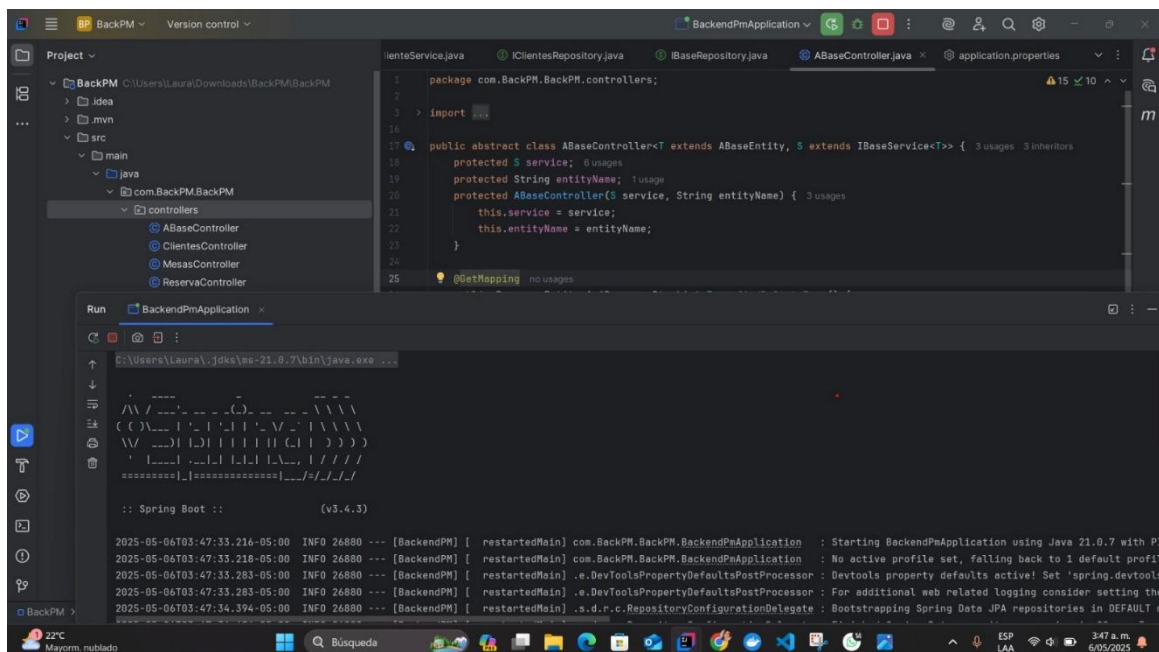 BP BackPM Version control BackendPmApplication
Project
BackPM C:\Users\Laura\Downloads\BackPM\BackPM
.idea
.mvn
src
main
java
com.BackPM.BackPM
controllers
ABaseController
ClientesController
MesasController
ReservaController
lienteService.java IClientesRepository.java IBaseRepository.java ABaseController.java application.properties
1 package com.BackPM.BackPM.controllers; 15 10
2
3 import ...
16
17 public abstract class ABaseController<T extends ABaseEntity, S extends IBaseService<T>> { 3 usages 3 inheritors
18 protected S service; 6 usages
19 protected String entityName; 1 usage
20 protected ABaseController(S service, String entityName) { 3 usages
21 this.service = service;
22 this.entityName = entityName;
23 }
24
25 @GetMapping no usages
Run BackendPmApplication
C:\Users\Laura\.jdks\ms-21.0.7\bin\java.exe ...
:: Spring Boot :: (v3.4.3)
2025-05-06T03:47:33.216-05:00 INFO 26880 --- [BackendPM] [ restartedMain] com.BackPM.BackPM.BackendPmApplication : Starting BackendPmApplication using Java 21.0.7 with P
2025-05-06T03:47:33.218-05:00 INFO 26880 --- [BackendPM] [ restartedMain] com.BackPM.BackPM.BackendPmApplication : No active profile set, falling back to 1 default profil
2025-05-06T03:47:33.283-05:00 INFO 26880 --- [BackendPM] [ restartedMain] .e.DevToolsPropertyDefaultsPostProcessor : Devtools property defaults active! Set 'spring.devtools
2025-05-06T03:47:33.283-05:00 INFO 26880 --- [BackendPM] [ restartedMain] .e.DevToolsPropertyDefaultsPostProcessor : For additional web related logging consider setting the
2025-05-06T03:47:34.394-05:00 INFO 26880 --- [BackendPM] [ restartedMain] .s.d.r.c.RepositoryConfigurationDelegate : Bootstrapping Spring Data JPA repositories in DEFAULT
BackPM
22°C
Mayorm. nublado
Búsqueda
ESP
LAA
3:47 a. m.
6/05/2025